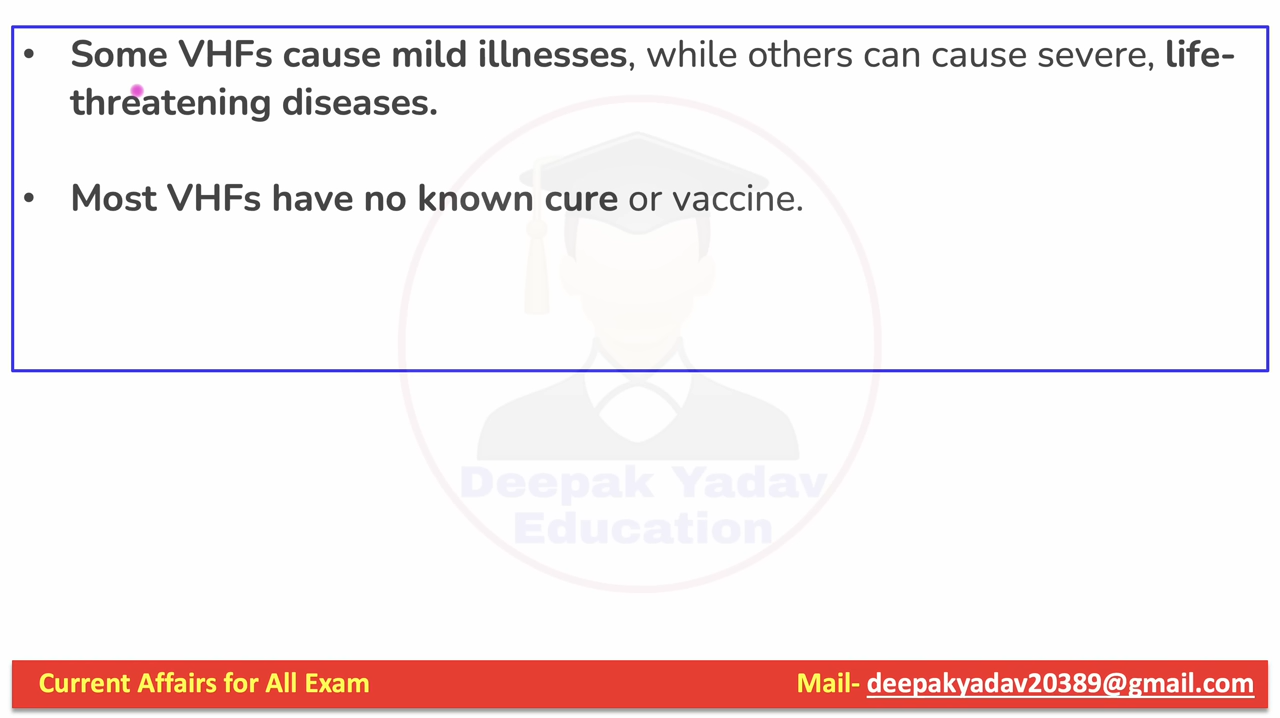 • Some VHFs cause mild illnesses, while others can cause severe, life-
threatening diseases.
• Most VHFs have no known cure or vaccine.
Deepak Yadav
Education
Current Affairs for All Exam
Mail- deepakyadav20389@gmail.com